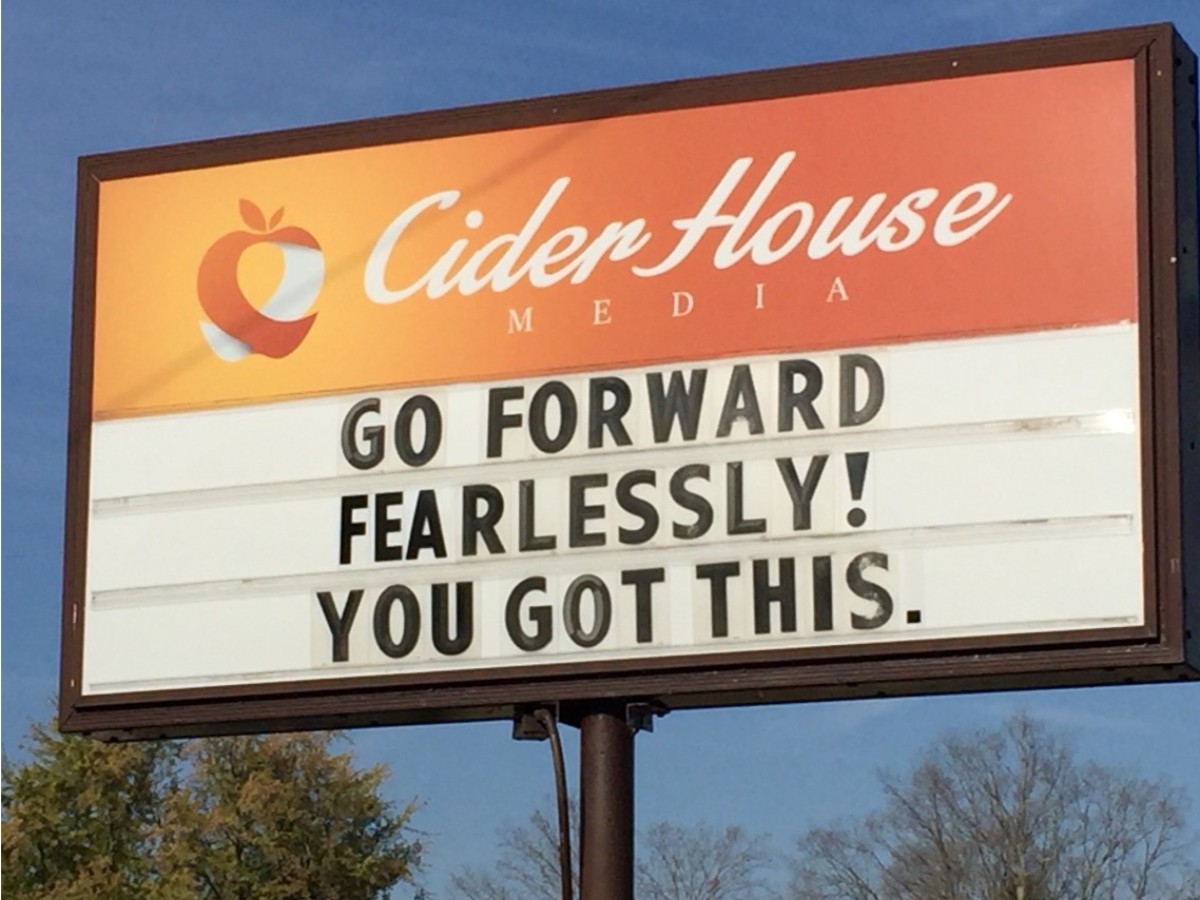 Cider House
MEDIA
GO FORWARD
FEARLESSLY!
YOU GOT THIS.